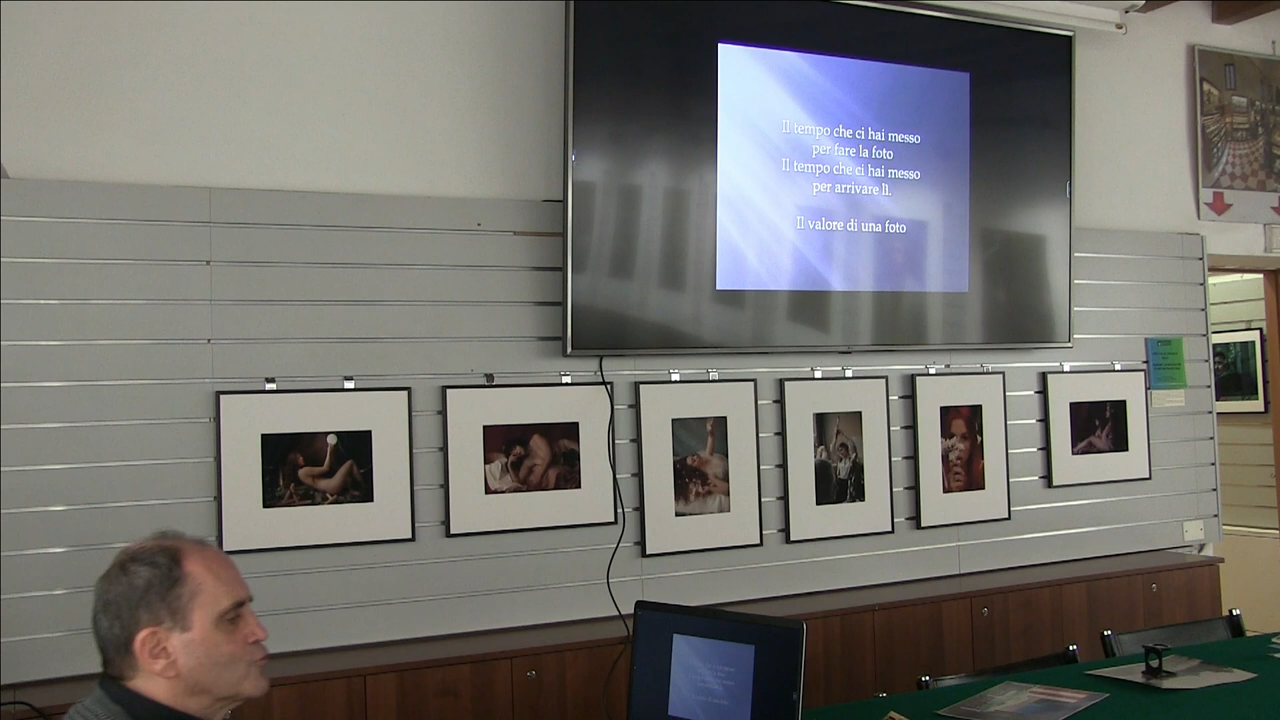 Il tempo che ci hai messo
per fare la foto
Il tempo che ci hai messo
per arrivare lì.
Il valore di una foto